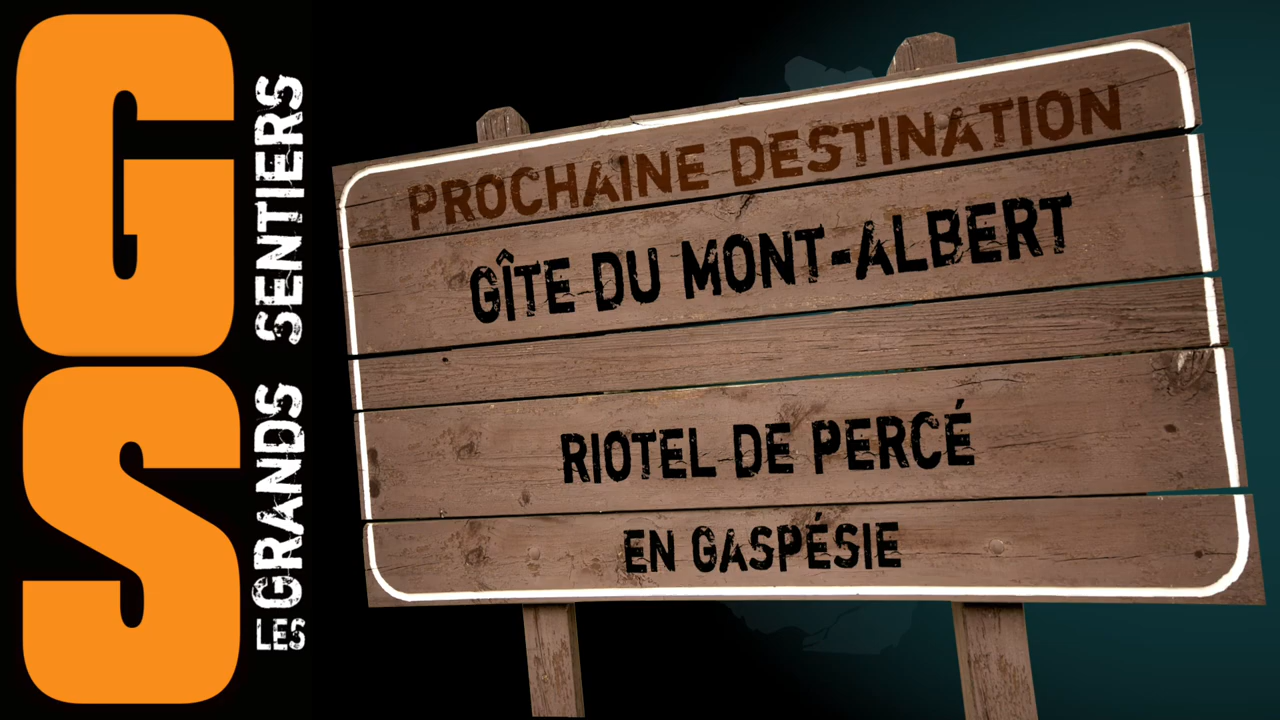 GS
LES GRANDS SENTIERS
PROCHAINE DESTINATION
GÎTE DU MONT-ALBERT
RIOTEL DE PERCÉ
EN GASPÉSIE